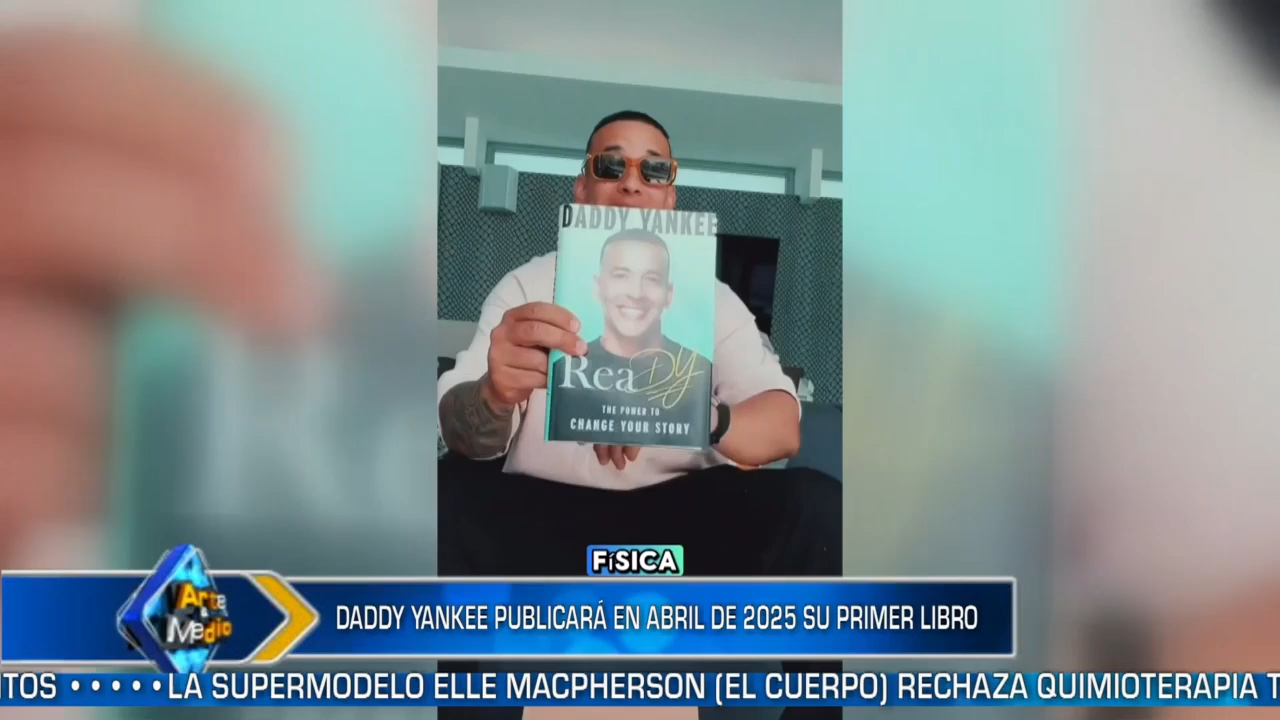 DADDY YANKEE
ReaDY
THE POWER TO
CHANGE YOUR STORY
FíSICA
Arte
&
Medio
DADDY YANKEE PUBLICARÁ EN ABRIL DE 2025 SU PRIMER LIBRO
NTOS • • • • • LA SUPERMODELO ELLE MACPHERSON (EL CUERPO) RECHAZA QUIMIOTERAPIA T